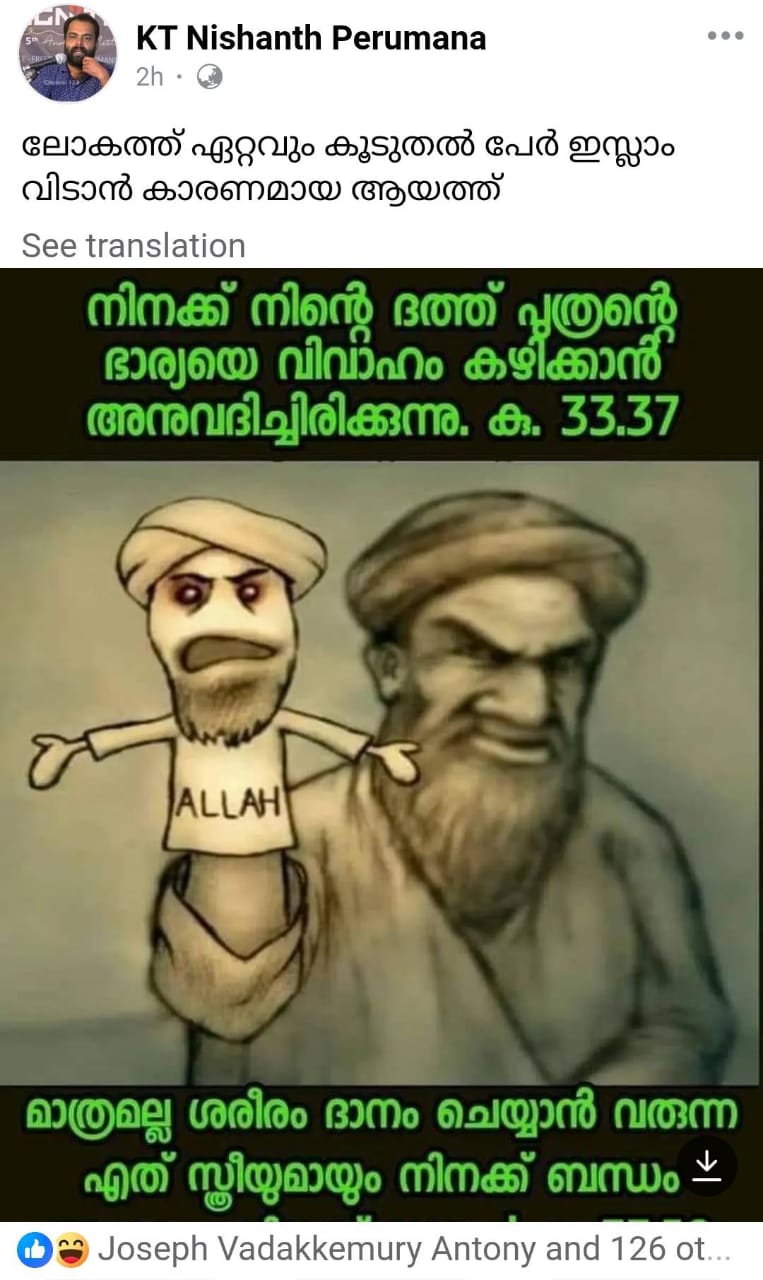 KT Nishanth Perumana
2h
ലോകത്ത് ഏറ്റവും കൂടുതൽ പേർ ഇസ്ലാം
വിടാൻ കാരണമായ ആയത്ത്
See translation
നിനക്ക് നിന്റെ ദത്ത് പുത്രന്റെ
ഭാര്യയെ വിവാഹം കഴിക്കാൻ
അനുവദിച്ചിരിക്കുന്നു. കു. 33.37
ALLAH
മാത്രമല്ല ശരീരം ദാനം ചെയ്യാൻ വരുന്ന
ഏത് സ്ത്രീയുമായും നിനക്ക് ബന്ധം
Joseph Vadakkemury Antony and 126 ot...